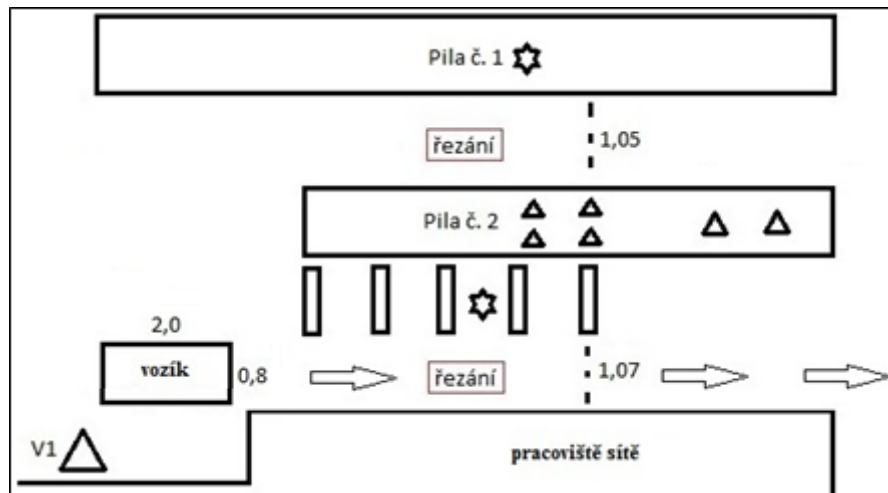 Pila č. 1
řezání
1,05
Pila č. 2
2,0
vozík
0,8
řezání
1,07
V1
pracoviště sítě